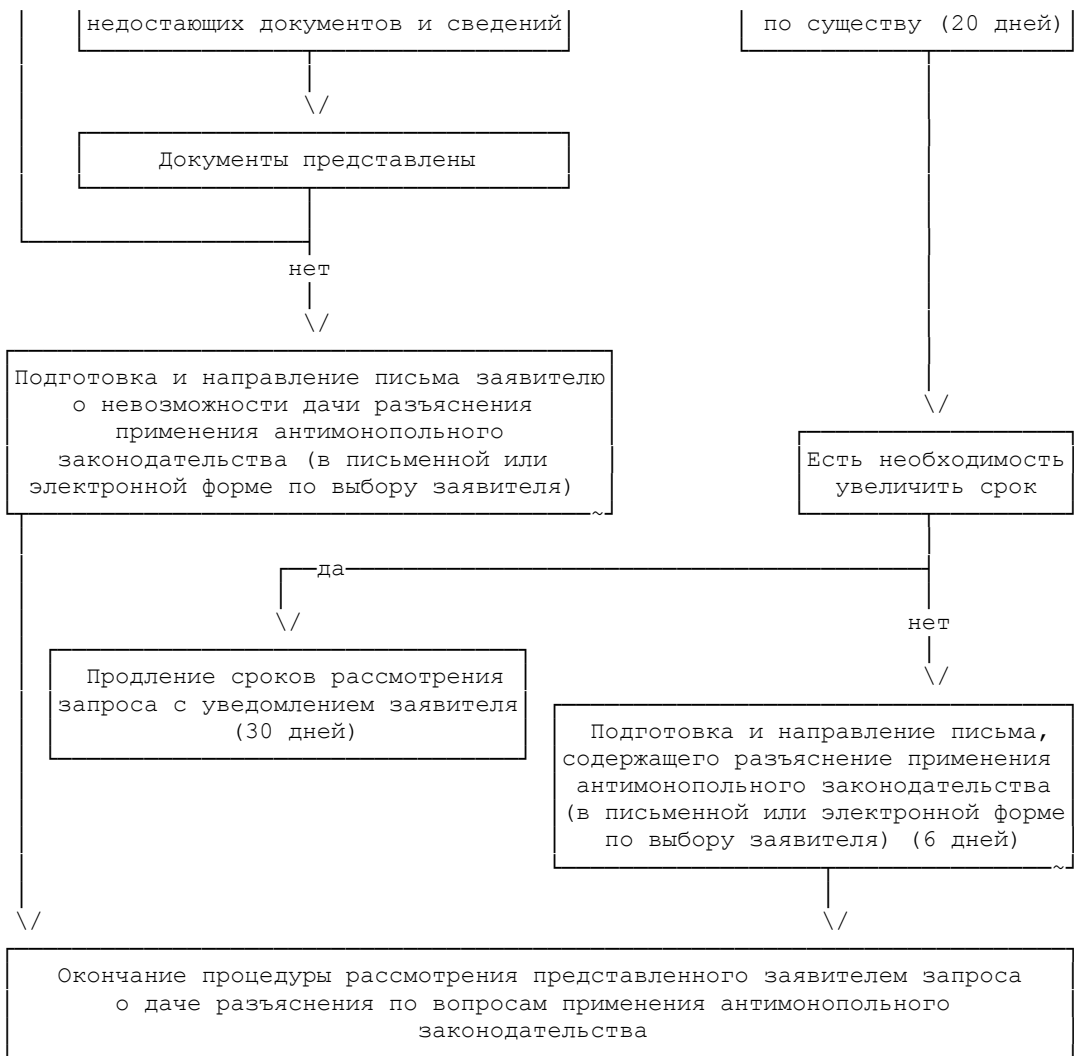 недостающих документов и сведений
по существу (20 дней)
Документы представлены
нет
Подготовка и направление письма заявителю
о невозможности дачи разъяснения
применения антимонопольного
законодательства (в письменной или
электронной форме по выбору заявителя)
Есть необходимость
увеличить срок
да
нет
Продление сроков рассмотрения
запроса с уведомлением заявителя
(30 дней)
Подготовка и направление письма,
содержащего разъяснение применения
антимонопольного законодательства
(в письменной или электронной форме
по выбору заявителя) (6 дней)
Окончание процедуры рассмотрения представленного заявителем запроса
о даче разъяснения по вопросам применения антимонопольного
законодательства